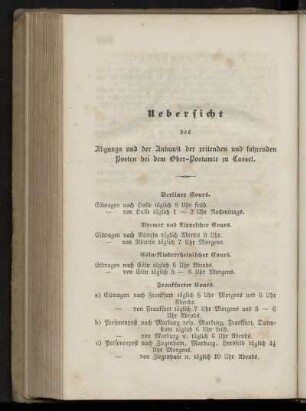 Uebersicht
des
Abgangs und der Ankunft der reitenden und fahrenden
Posten bei dem Ober-Postamte zu Cassel.
Berliner Cours.
Eilwagen nach Halle täglich 8 Uhr früh.
— von Halle täglich 1 — 2 Uhr Nachmittags.
Bremer und Cours.
Eilwagen nach täglich Abends 9 Uhr.
— von täglich 7 Uhr Morgens.
Cöln-Niederrheinischer Cours.
Eilwagen nach Cöln täglich 6 Uhr Abends.
— von Cöln täglich 5 — 6 Uhr Morgens.
Frankfurter Cours.
a) Eilwagen nach Frankfurt täglich 8 Uhr Morgens und 6 Uhr
Abends.
— von Frankfurt täglich 7 Uhr Morgens und 5 — 6
Uhr Abends.
b) Personenpost nach Marburg resp. Marburg, Frankfurt, Darm-
stadt täglich 6 Uhr früh.
— von Marburg u. täglich 6 Uhr Abends.
c) Personenpost nach Ziegenhain, Marburg, Hersfeld täglich
Uhr Morgens.
— von Ziegenhain u. täglich 10 Uhr Abends.